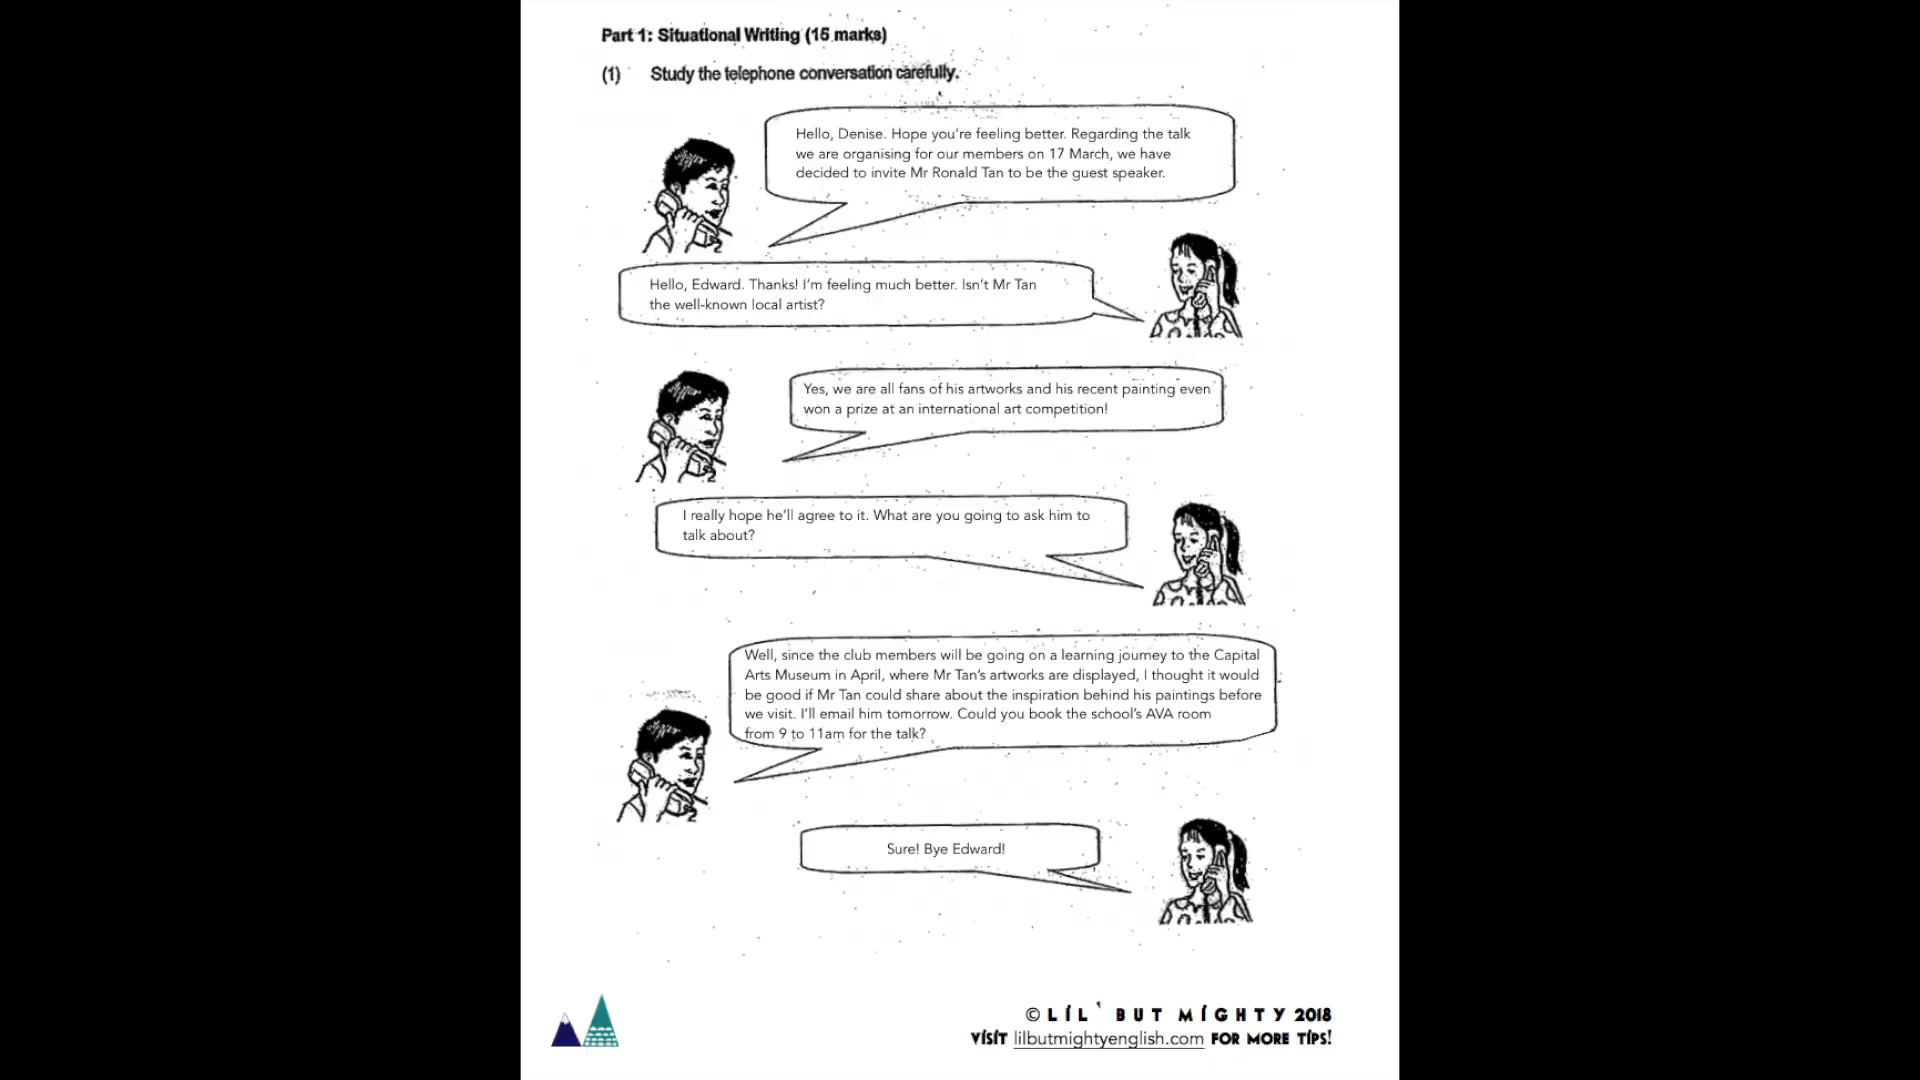 Part 1: Situational Writing (15 marks)
(1) Study the telephone conversation carefully.
Hello, Denise. Hope you're feeling better. Regarding the talk
we are organising for our members on 17 March, we have
decided to invite Mr Ronald Tan to be the guest speaker.
Hello, Edward. Thanks! I'm feeling much better. Isn't Mr Tan
the well-known local artist?
Yes, we are all fans of his artworks and his recent painting even
won a prize at an international art competition!
I really hope he'll agree to it. What are you going to ask him to
talk about?
Well, since the club members will be going on a learning journey to the Capital
Arts Museum in April, where Mr Tan's artworks are displayed, I thought it would
be good if Mr Tan could share about the inspiration behind his paintings before
we visit. I'll email him tomorrow. Could you book the school's AVA room
from 9 to 11am for the talk?
Sure! Bye Edward!
© LíL' BUT MíGHTY 2018
VíSíT lilbutmightyenglish.com FOR MORE TíPS!